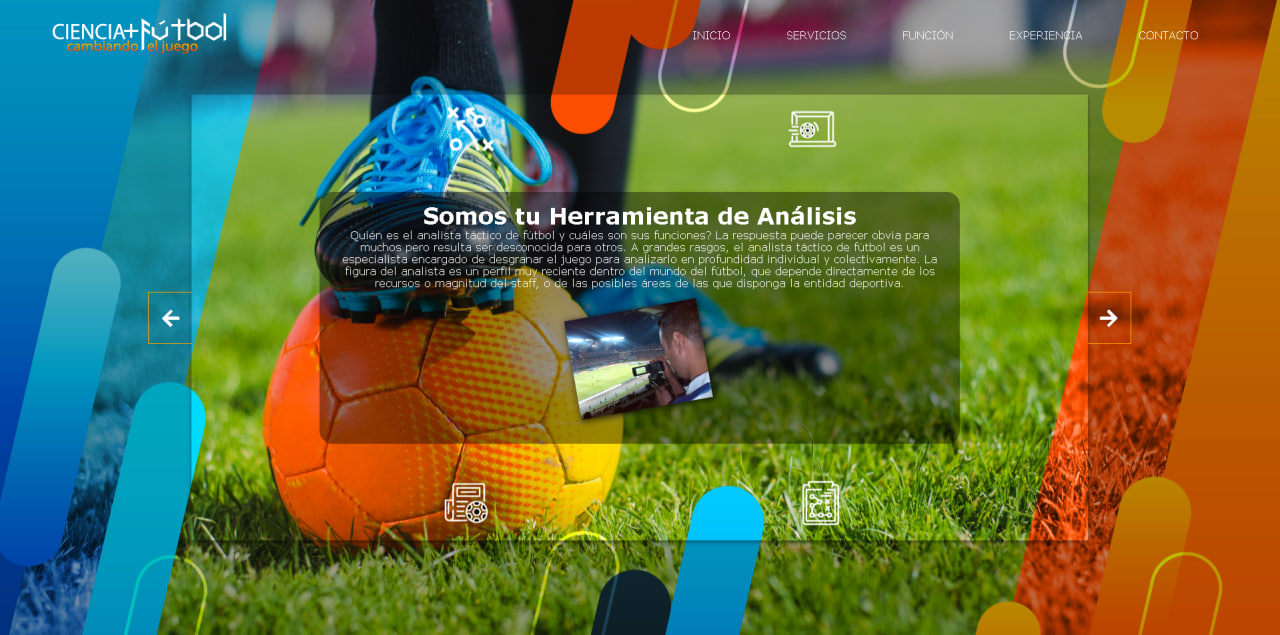 CIENCIA+FÚTBOL
cambiando el juego
INICIO SERVICIOS FUNCIÓN EXPERIENCIA CONTACTO
Somos tu Herramienta de Análisis
Quién es el analista táctico de fútbol y cuáles son sus funciones? La respuesta puede parecer obvia para
muchos pero resulta ser desconocida para otros. A grandes rasgos, el analista táctico de fútbol es un
especialista encargado de desgranar el juego para analizarlo en profundidad individual y colectivamente. La
figura del analista es un perfil muy reciente dentro del mundo del fútbol, que depende directamente de los
recursos o magnitud del staff, o de las posibles áreas de las que disponga la entidad deportiva.